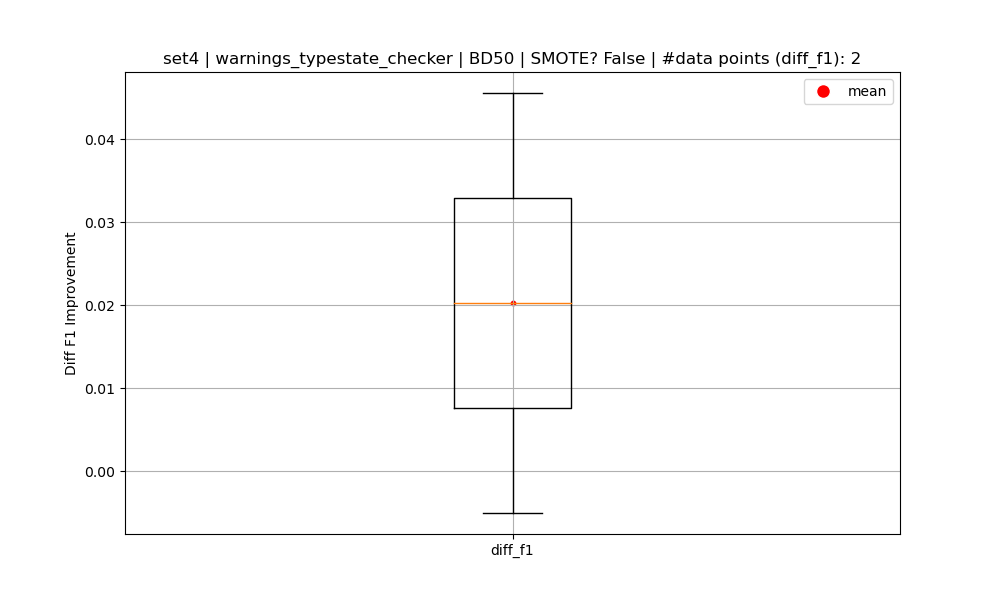 set4 | warnings_typestate_checker | BD50 | SMOTE? False | #data points (diff_f1): 2
mean
0.04
0.03
0.02
0.01
0.00
Diff F1 Improvement
diff_f1